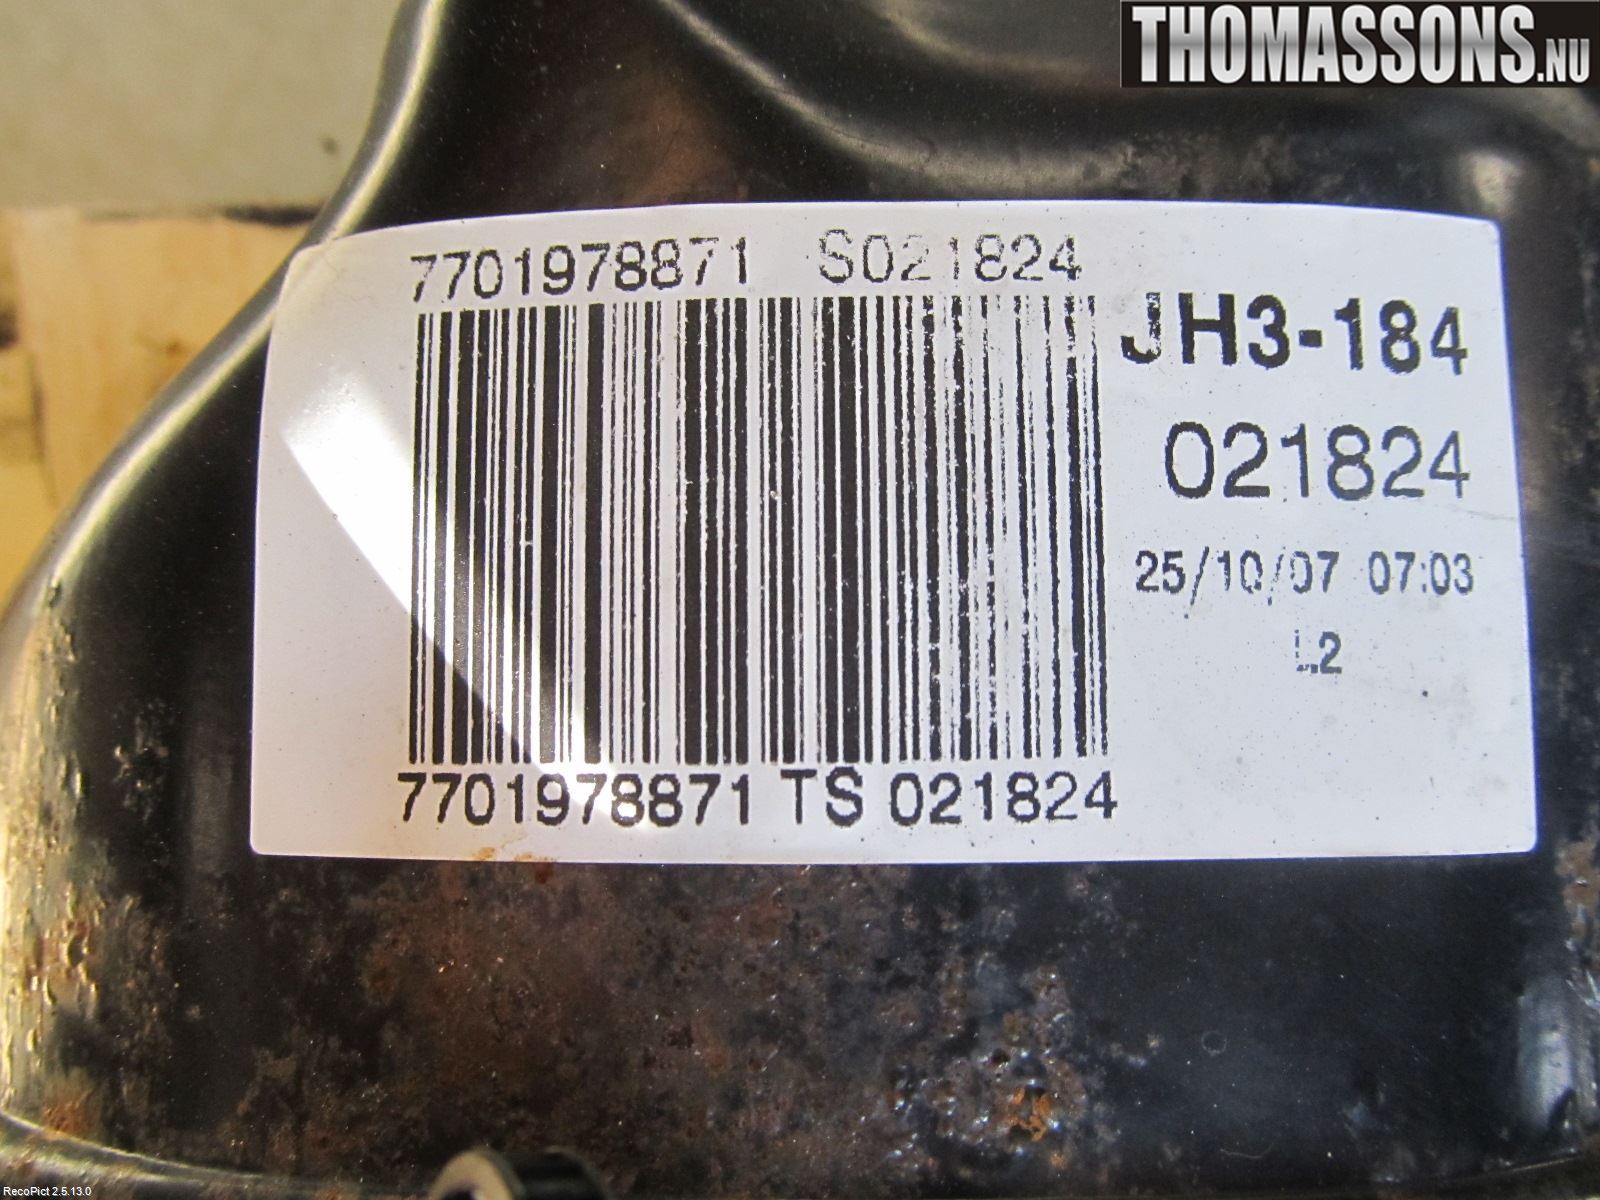 THOMASSONS.NU
7701978871 S021824
JH3-184
021824
25/10/07 07:03
L2
7701978871 TS 021824
RecoPict 2.5.13.0